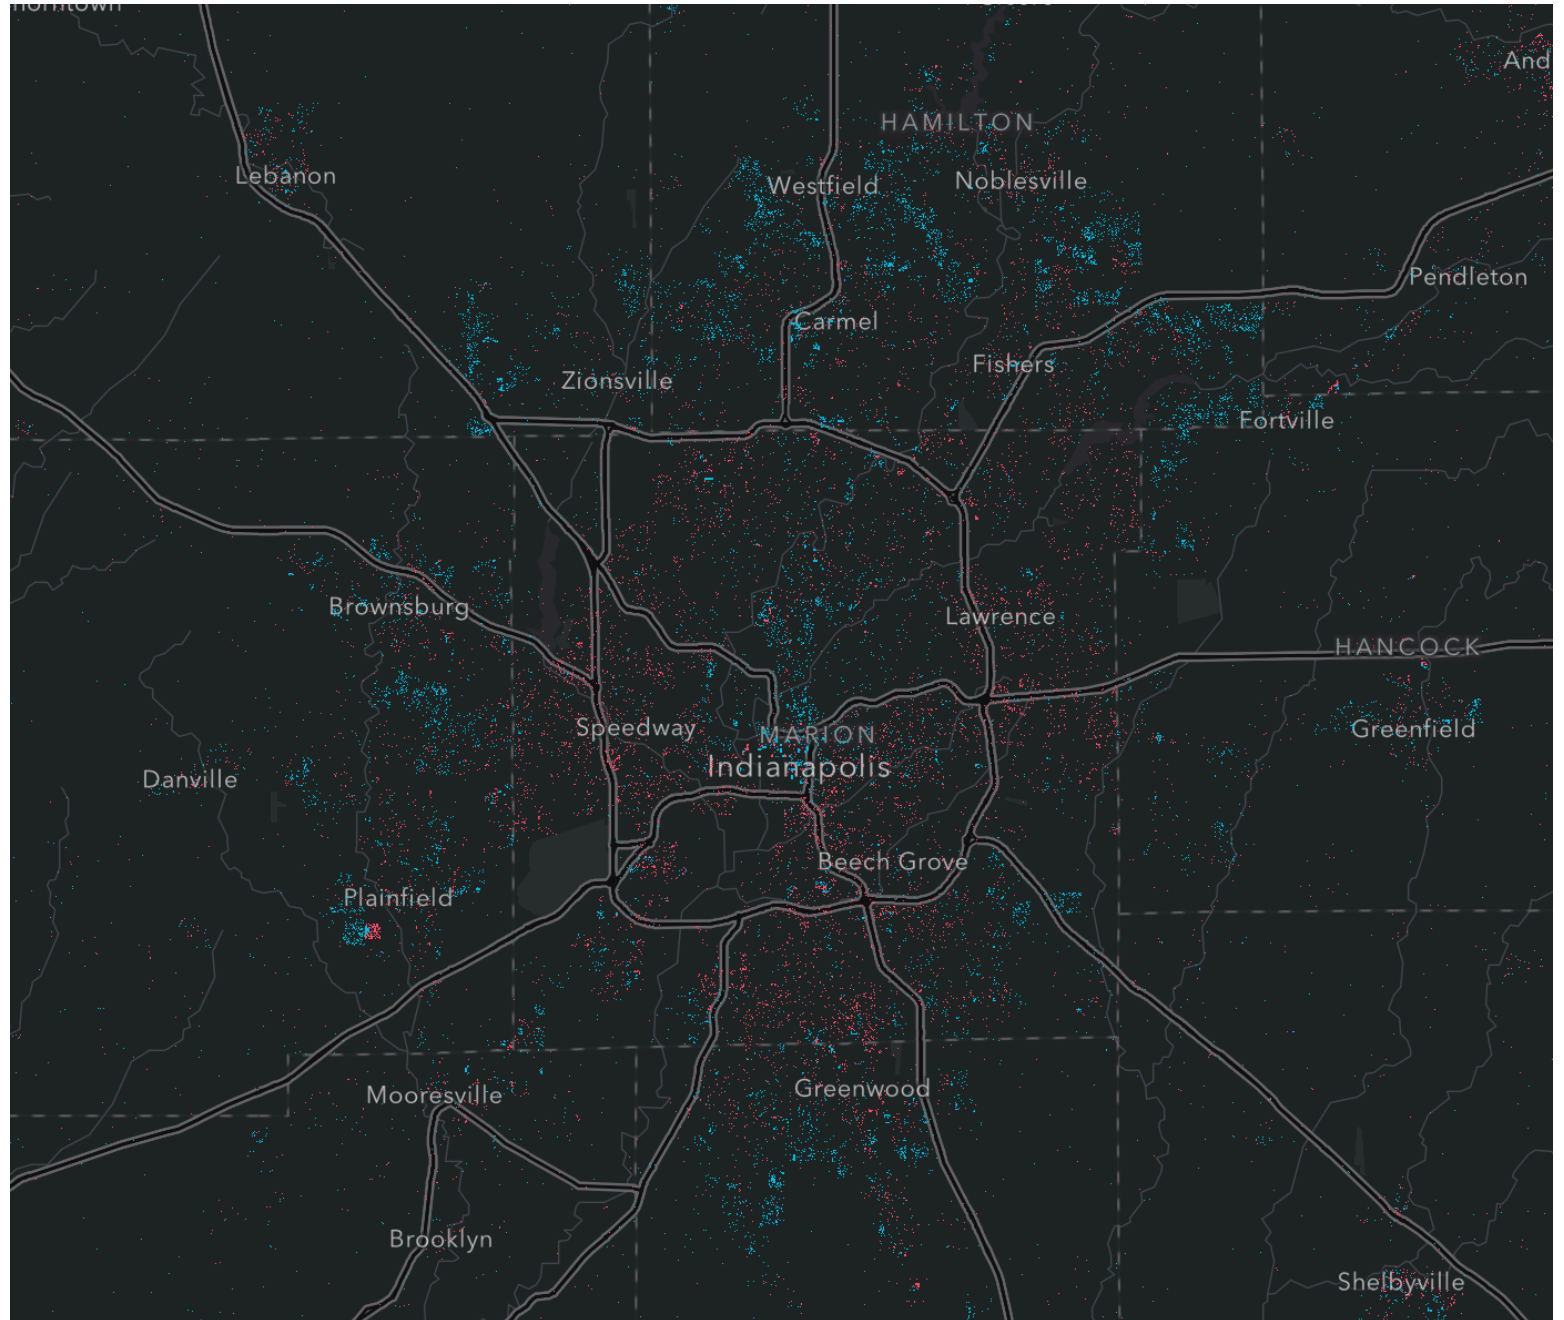 HAMILTON
Lebanon
Westfield
Noblesville
Pendleton
Carmel
Fishers
Zionsville
Fortville
Brownsburg
Lawrence
HANCOCK
Speedway
MARION
Greenfield
Indianapolis
Danville
Beech Grove
Plainfield
Mooresville
Greenwood
Brooklyn
Shelbyville
And